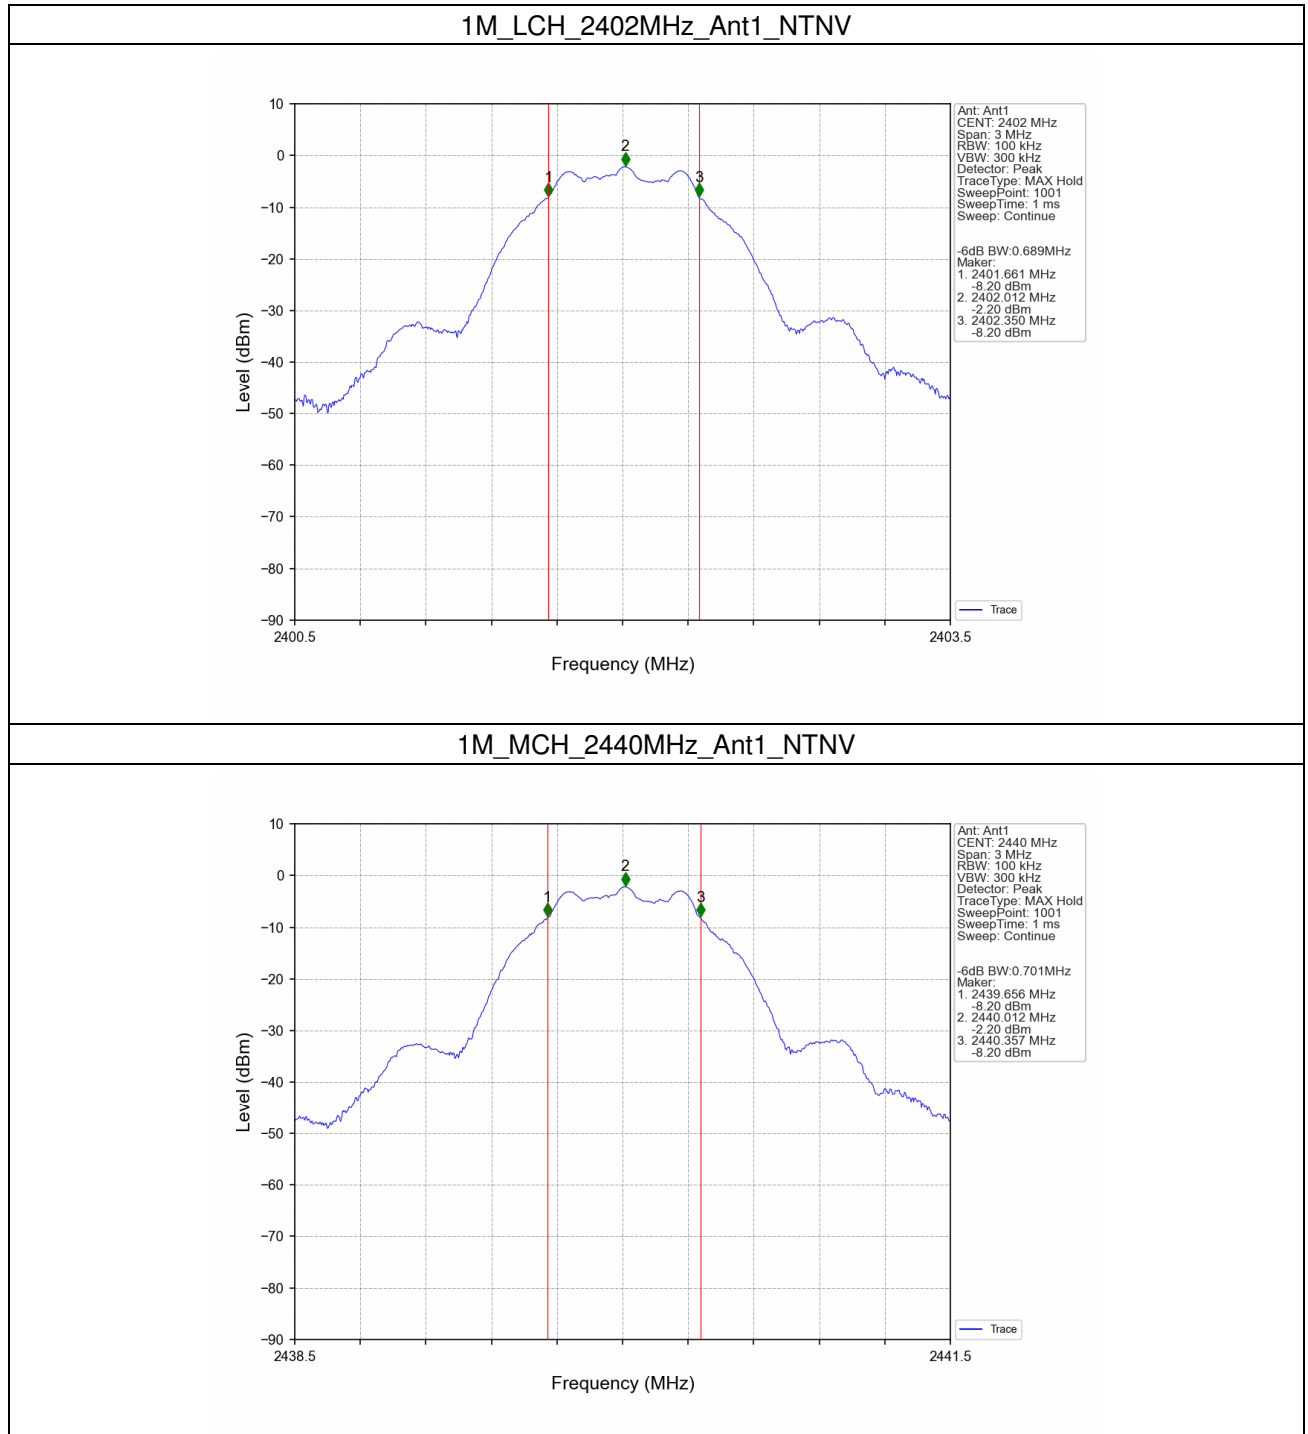 1M_LCH_2402MHz_Ant1_NTNV
10
0
−10
−20
−30
−40
−50
−60
−70
−80
−90
Level (dBm)
1
2
3
2400.5
2403.5
Frequency (MHz)
Ant: Ant1
CENT: 2402 MHz
Span: 3 MHz
RBW: 100 kHz
VBW: 300 kHz
Detector: Peak
TraceType: MAX Hold
SweepPoint: 1001
SweepTime: 1 ms
Sweep: Continue
-6dB BW:0.689MHz
Maker:
1. 2401.661 MHz
-8.20 dBm
2. 2402.012 MHz
-2.20 dBm
3. 2402.350 MHz
-8.20 dBm
Trace
1M_MCH_2440MHz_Ant1_NTNV
10
0
−10
−20
−30
−40
−50
−60
−70
−80
−90
Level (dBm)
1
2
3
2438.5
2441.5
Frequency (MHz)
Ant: Ant1
CENT: 2440 MHz
Span: 3 MHz
RBW: 100 kHz
VBW: 300 kHz
Detector: Peak
TraceType: MAX Hold
SweepPoint: 1001
SweepTime: 1 ms
Sweep: Continue
-6dB BW:0.701MHz
Maker:
1. 2439.656 MHz
-8.20 dBm
2. 2440.012 MHz
-2.20 dBm
3. 2440.357 MHz
-8.20 dBm
Trace